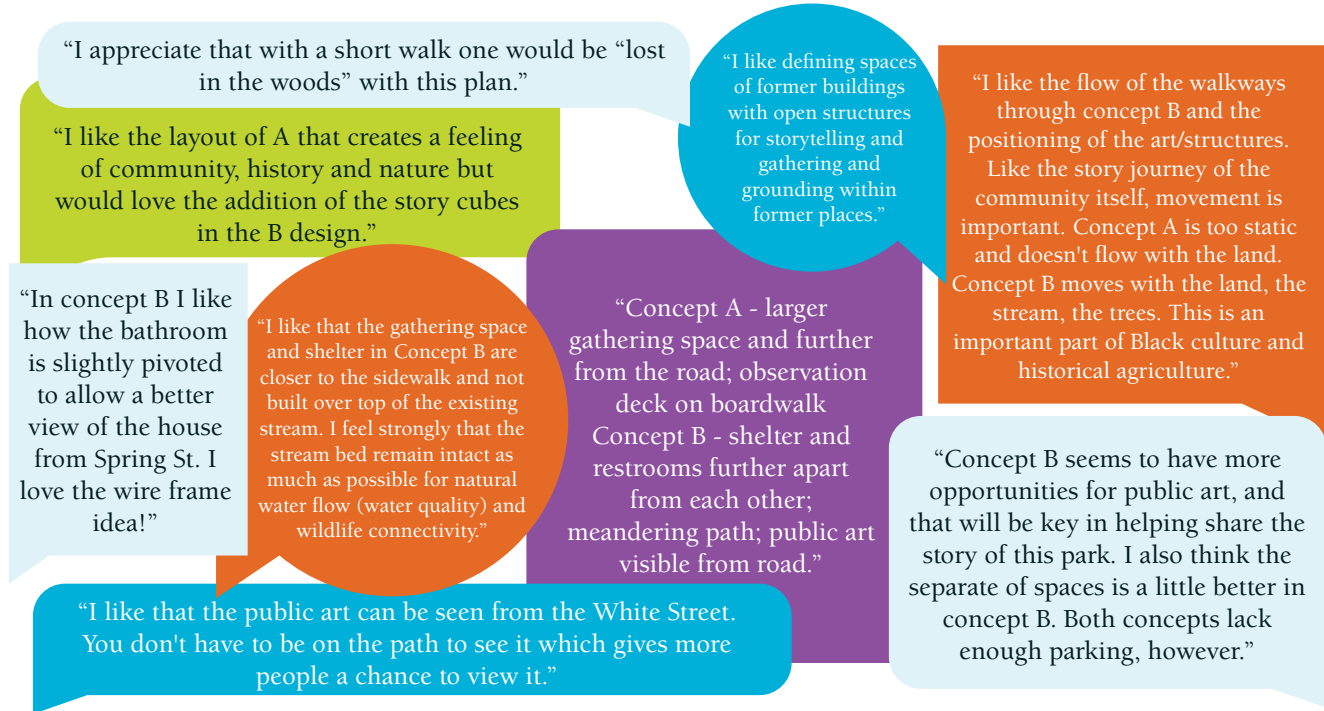 “I appreciate that with a short walk one would be “lost
in the woods” with this plan.”
“I like the layout of A that creates a feeling
of community, history and nature but
would love the addition of the story cubes
in the B design.”
“I like defining spaces
of former buildings
with open structures
for storytelling and
gathering and
grounding within
former places.”
“I like the flow of the walkways
through concept B and the
positioning of the art/structures.
Like the story journey of the
community itself, movement is
important. Concept A is too static
and doesn't flow with the land.
Concept B moves with the land, the
stream, the trees. This is an
important part of Black culture and
historical agriculture.”
“In concept B I like
how the bathroom
is slightly pivoted
to allow a better
view of the house
from Spring St. I
love the wire frame
idea!”
“I like that the gathering space
and shelter in Concept B are
closer to the sidewalk and not
built over top of the existing
stream. I feel strongly that the
stream bed remain intact as
much as possible for natural
water flow (water quality) and
wildlife connectivity.”
“Concept A - larger
gathering space and further
from the road; observation
deck on boardwalk
Concept B - shelter and
restrooms further apart
from each other;
meandering path; public art
visible from road.”
“Concept B seems to have more
opportunities for public art, and
that will be key in helping share the
story of this park. I also think the
separate of spaces is a little better in
concept B. Both concepts lack
enough parking, however.”
“I like that the public art can be seen from the White Street.
You don't have to be on the path to see it which gives more
people a chance to view it.”